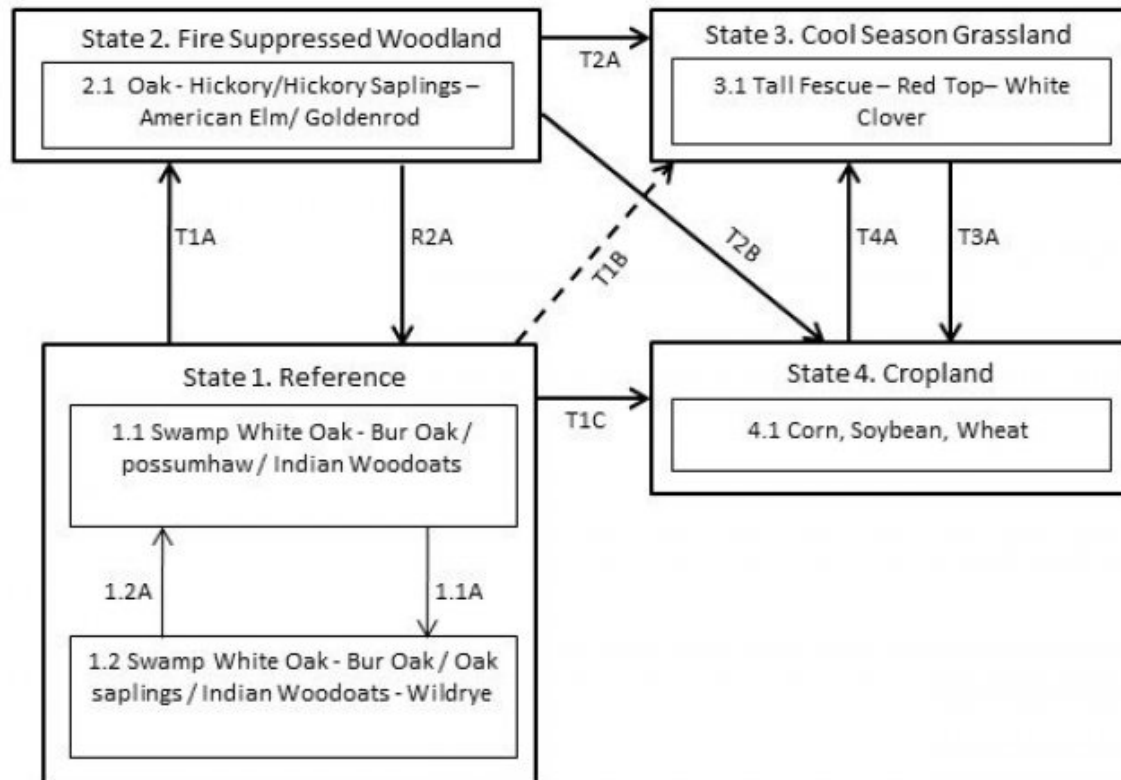 State 2. Fire Suppressed Woodland
2.1 Oak - Hickory/Hickory Saplings –
American Elm/ Goldenrod
T2A
State 3. Cool Season Grassland
3.1 Tall Fescue – Red Top– White
Clover
T1A
R2A
T1B
T2B
T4A
T3A
State 1. Reference
1.1 Swamp White Oak - Bur Oak /
possumhaw / Indian Woodoats
1.2A
1.1A
1.2 Swamp White Oak - Bur Oak / Oak
saplings / Indian Woodoats - Wildrye
T1C
State 4. Cropland
4.1 Corn, Soybean, Wheat